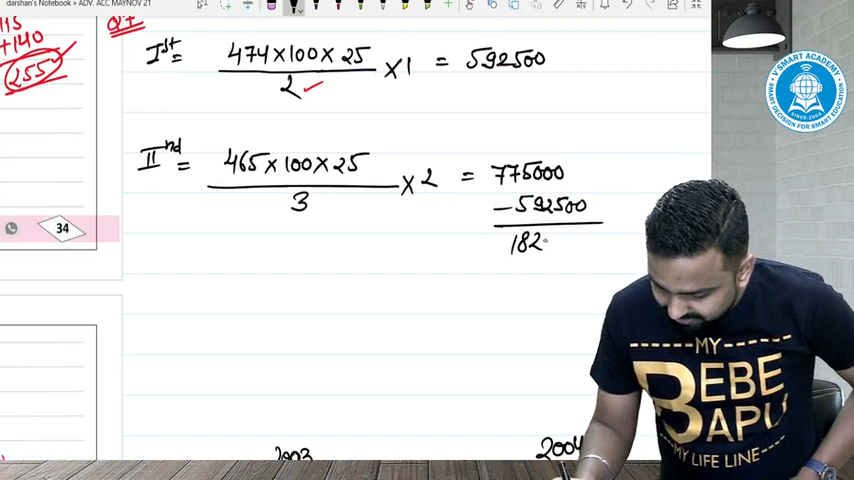 darshan's Notebook » ADV. ACC MAYNOV 21
115
+140
255
Q7
Ist = 474×100×25 / 2 ×1 = 592500
IInd = 465×100×25 / 3 ×2 = 775000
−592500
182
34
2003 2004
V SMART ACADEMY
SMART DECISION FOR SMART EDUCATION
SINCE-2003
MY
BEBE
BAPU
MY LIFE LINE